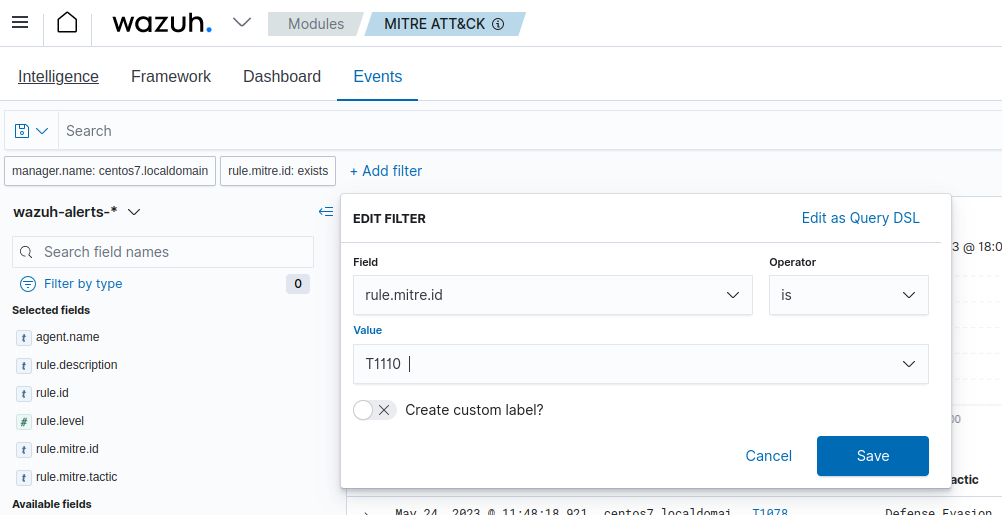 wazuh. Modules MITRE ATT&CK
Intelligence Framework Dashboard Events
Search
manager.name: centos7.localdomain rule.mitre.id: exists + Add filter
wazuh-alerts-*
Search field names
Filter by type 0
Selected fields
t agent.name
t rule.description
t rule.id
# rule.level
t rule.mitre.id
t rule.mitre.tactic
Available fields
EDIT FILTER Edit as Query DSL
Field Operator
rule.mitre.id is
Value
T1110
Create custom label?
Cancel Save
3 @ 18:0
00
actic
May 24, 2023 @ 11:48:18.921 centos7.localdomai T1078 Defense Evasion,